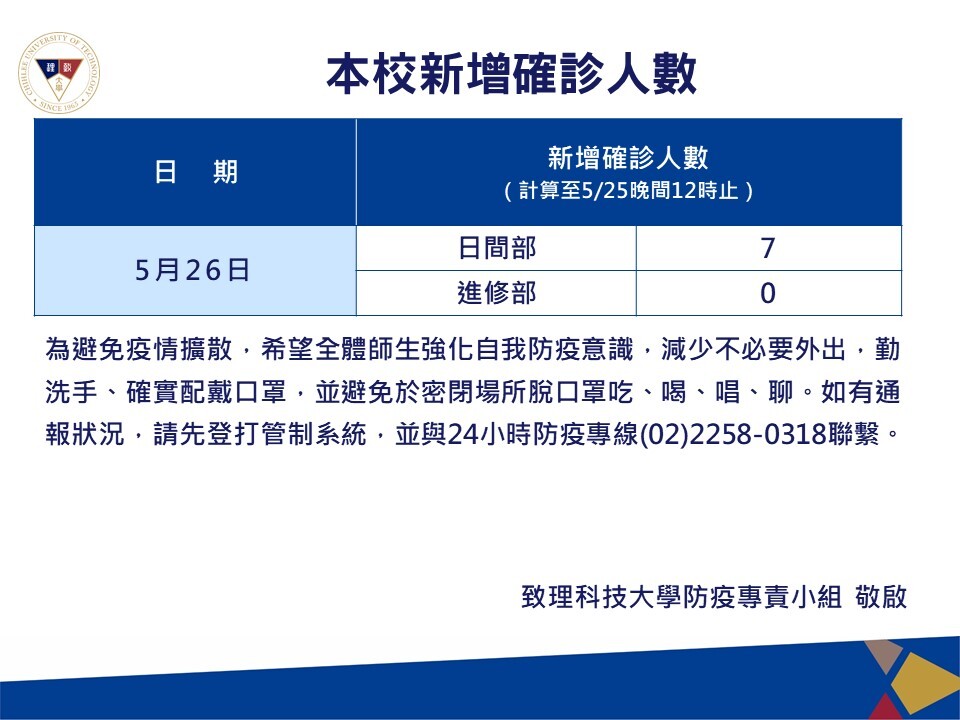 CHIHLEE UNIVERSITY OF TECHNOLOGY
致理
大學
SINCE 1965
本校新增確診人數
日 期
新增確診人數
(計算至5/25晚間12時止)
5月26日
日間部 7
進修部 0
為避免疫情擴散，希望全體師生強化自我防疫意識，減少不必要外出，勤
洗手、確實配戴口罩，並避免於密閉場所脫口罩吃、喝、唱、聊。如有通
報狀況，請先登打管制系統，並與24小時防疫專線(02)2258-0318聯繫。
致理科技大學防疫專責小組 敬啟